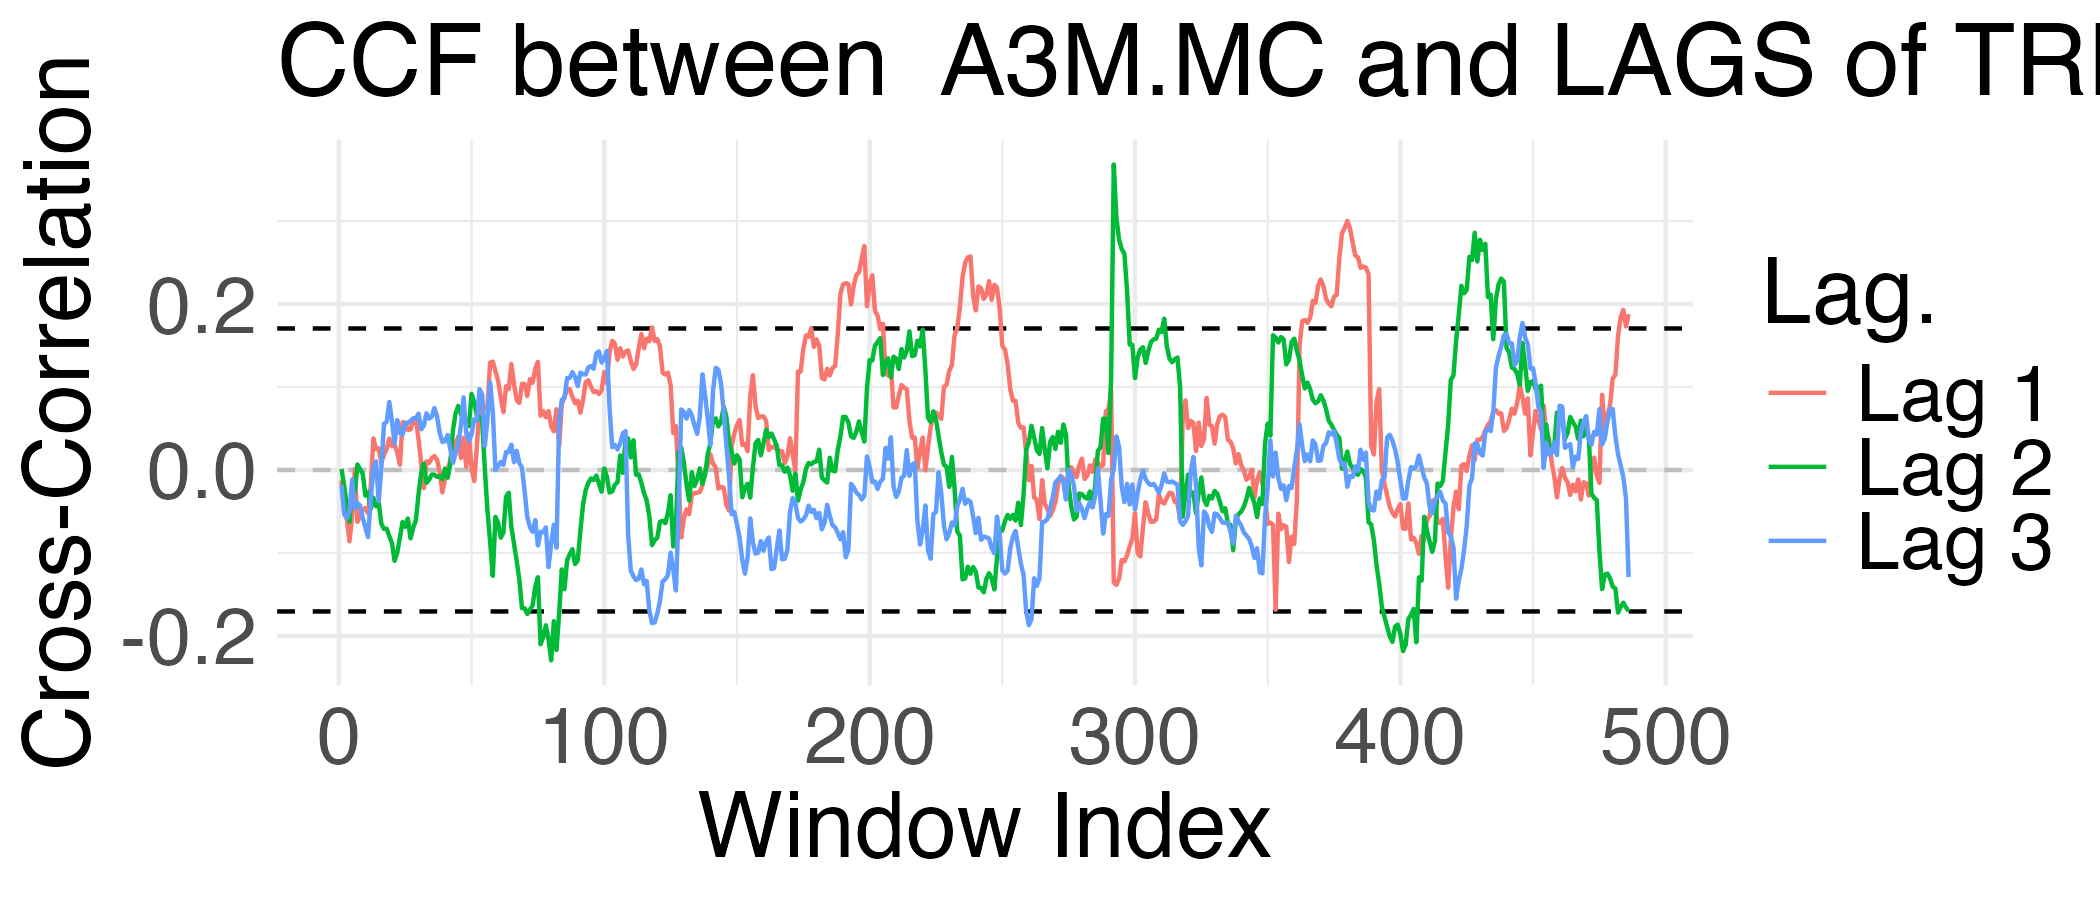 CCF between  A3M.MC and LAGS of
Cross-Correlation
0.2
0.0
-0.2
0
100
200
300
400
500
Window Index
Lag.
Lag 1
Lag 2
Lag 3